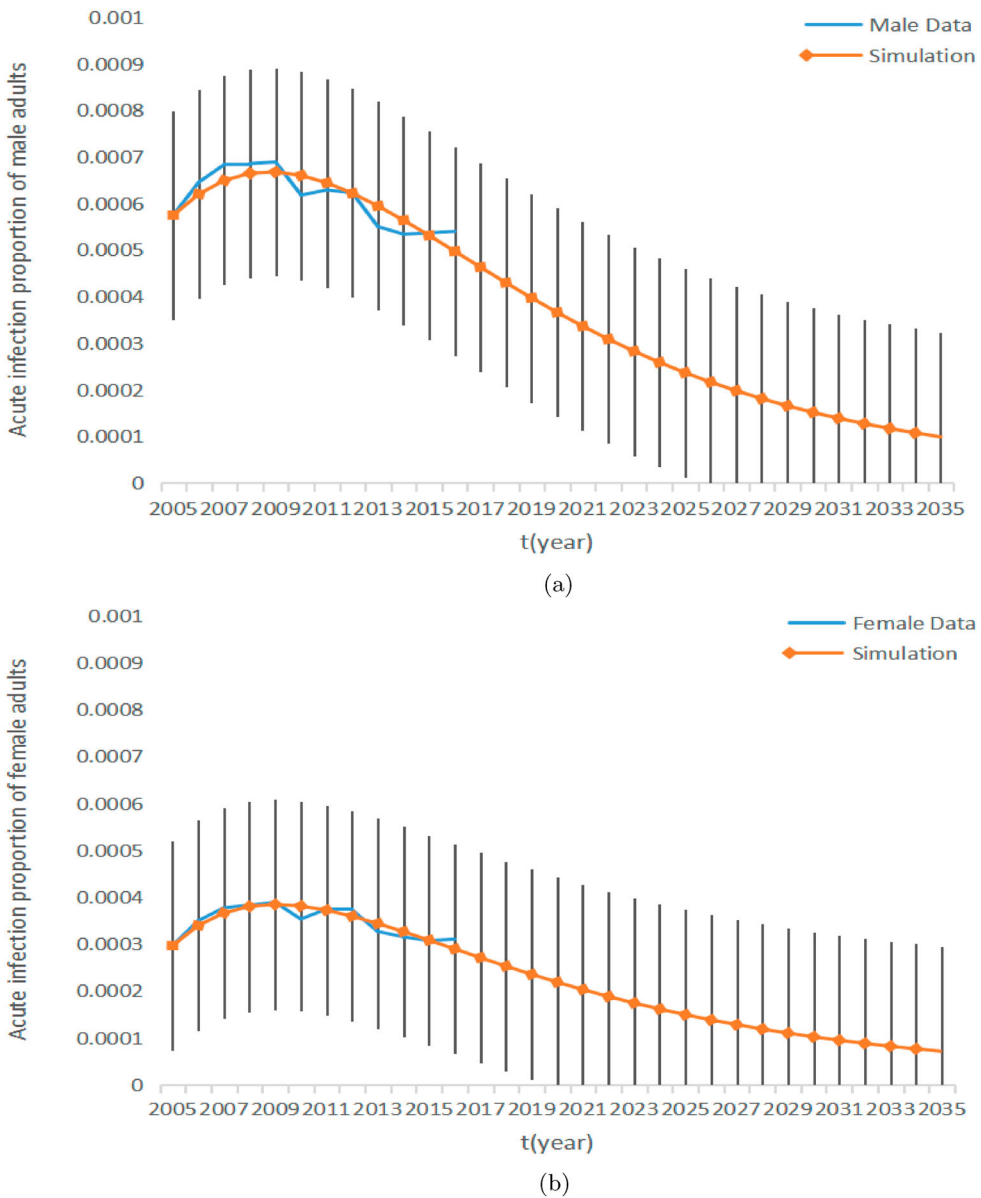 0.001
Male Data
0.0009
Simulation
0.0008
0.0007
0.0006
0.0005
0.0004
0.0003
0.0002
0.0001
0
Acute infection proportion of male adults
2005 2007 2009 2011 2013 2015 2017 2019 2021 2023 2025 2027 2029 2031 2033 2035
t(year)
(a)
0.001
Female Data
0.0009
Simulation
0.0008
0.0007
0.0006
0.0005
0.0004
0.0003
0.0002
0.0001
0
Acute infection proportion of female adults
2005 2007 2009 2011 2013 2015 2017 2019 2021 2023 2025 2027 2029 2031 2033 2035
t(year)
(b)